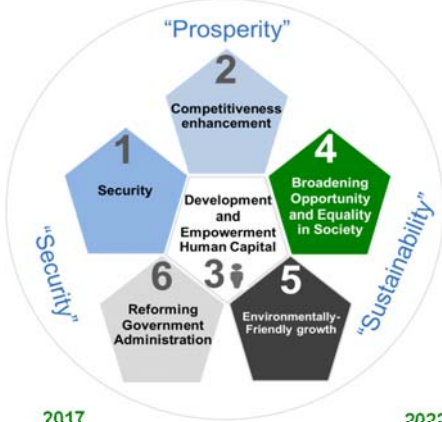 “Prosperity”
2
Competitiveness
enhancement
1
Security
4
Broadening
Opportunity
and Equality
in Society
Development
and
Empowerment
Human Capital
3
“Security”
“Sustainability”
6
Reforming
Government
Administration
5
Environmentally-
Friendly growth
2017